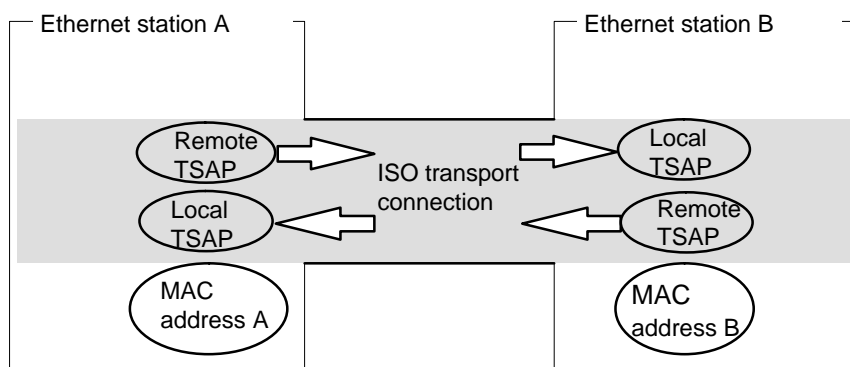 Ethernet station A
Ethernet station B
Remote
TSAP
Local
TSAP
ISO transport
connection
Local
TSAP
Remote
TSAP
MAC
address A
MAC
address B